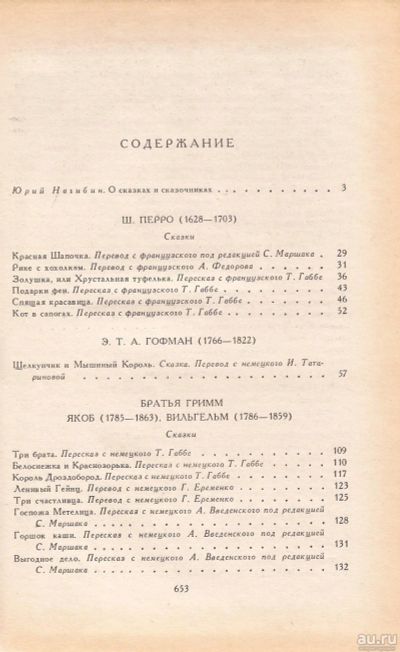 СОДЕРЖАНИЕ
Юрий Нагибин. О сказках и сказочниках . . . . . . . . . . 3
Ш. ПЕРРО (1628—1703)
Сказки
Красная Шапочка. Перевод с французского под редакцией С. Маршака . 29
Рике с хохолком. Перевод с французского А. Федорова . . . . . . 31
Золушка, или Хрустальная туфелька. Пересказ с французского Т. Габбе . 36
Подарки феи. Пересказ с французского Т. Габбе . . . . . . . . 43
Спящая красавица. Пересказ с французского Т. Габбе . . . . . . 46
Кот в сапогах. Пересказ с французского Т. Габбе . . . . . . . . 52
Э. Т. А. ГОФМАН (1766—1822)
Щелкунчик и Мышиный Король. Сказка. Перевод с немецкого И. Тата-
риновой . . . . . . . . . . . . . . . . . . 57
БРАТЬЯ ГРИММ
ЯКОБ (1785—1863), ВИЛЬГЕЛЬМ (1786—1859)
Сказки
Три брата. Пересказ с немецкого Т. Габбе . . . . . . . . . . 109
Белоснежка и Краснозорька. Пересказ с немецкого Т. Габбе . . . . 110
Король Дроздобород. Пересказ с немецкого Т. Габбе . . . . . . . 117
Ленивый Гейнц. Перевод с немецкого Г. Еременко . . . . . . . . 123
Три счастливца. Перевод с немецкого Г. Еременко . . . . . . . . 125
Госпожа Метелица. Пересказ с немецкого А. Введенского под редакцией
С. Маршака . . . . . . . . . . . . . . . . . 128
Горшок каши. Пересказ с немецкого А. Введенского под редакцией
С. Маршака . . . . . . . . . . . . . . . . . 131
Выгодное дело. Пересказ с немецкого А. Введенского под редакцией
С. Маршака . . . . . . . . . . . . . . . . . 132
653
au.ru